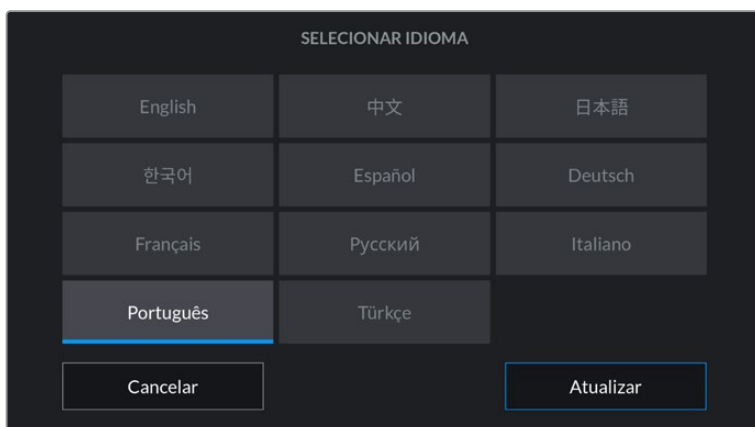 SELECIONAR IDIOMA
English
中文
日本語
한국어
Español
Deutsch
Français
Русский
Italiano
Português
Türkçe
Cancelar
Atualizar